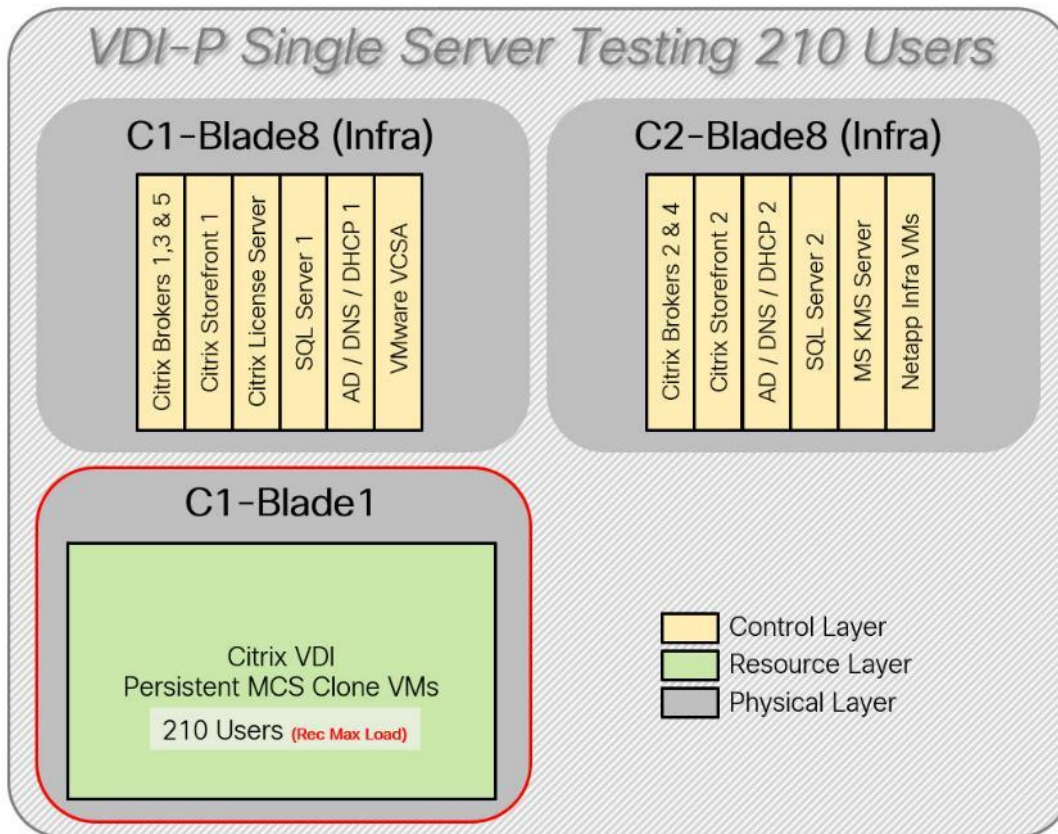 VDI-P Single Server Testing 210 Users
C1-Blade8 (Infra)
Citrix Brokers 1,3 & 5
Citrix Storefront 1
Citrix License Server
SQL Server 1
AD / DNS / DHCP 1
VMware VCSA
C2-Blade8 (Infra)
Citrix Brokers 2 & 4
Citrix Storefront 2
AD / DNS / DHCP 2
SQL Server 2
MS KMS Server
Netapp Infra VMs
C1-Blade1
Citrix VDI
Persistent MCS Clone VMs
210 Users (Rec Max Load)
Control Layer
Resource Layer
Physical Layer